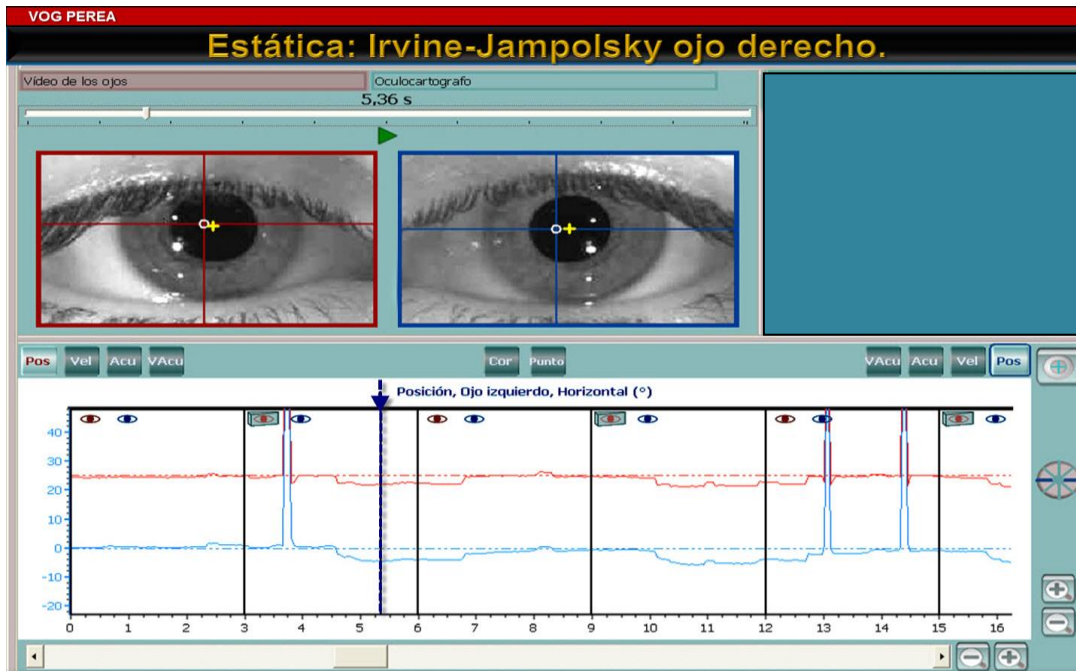 VOG PEREA
Estática: Irvine-Jampolsky ojo derecho.
Vídeo de los ojos Oculocartografo
5,36 s
Pos Vel Acu VAcu Cor Punto VAcu Acu Vel Pos
Posición, Ojo izquierdo, Horizontal (°)
40
30
20
10
0
-10
-20
0 1 2 3 4 5 6 7 8 9 10 11 12 13 14 15 16